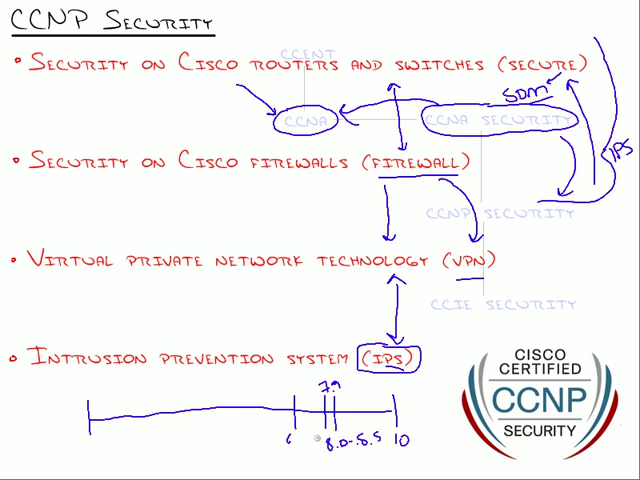 CCNP Security
CCENT
• Security on Cisco routers and switches (secure)
SDM
CCNA
CCNA Security
• Security on Cisco firewalls (firewall)
IPS
CCNP Security
• Virtual private network technology (VPN)
CCIE Security
• Intrusion prevention system (IPS)
7.9
6
8.0-8.5
10
CISCO
CERTIFIED
CCNP
SECURITY